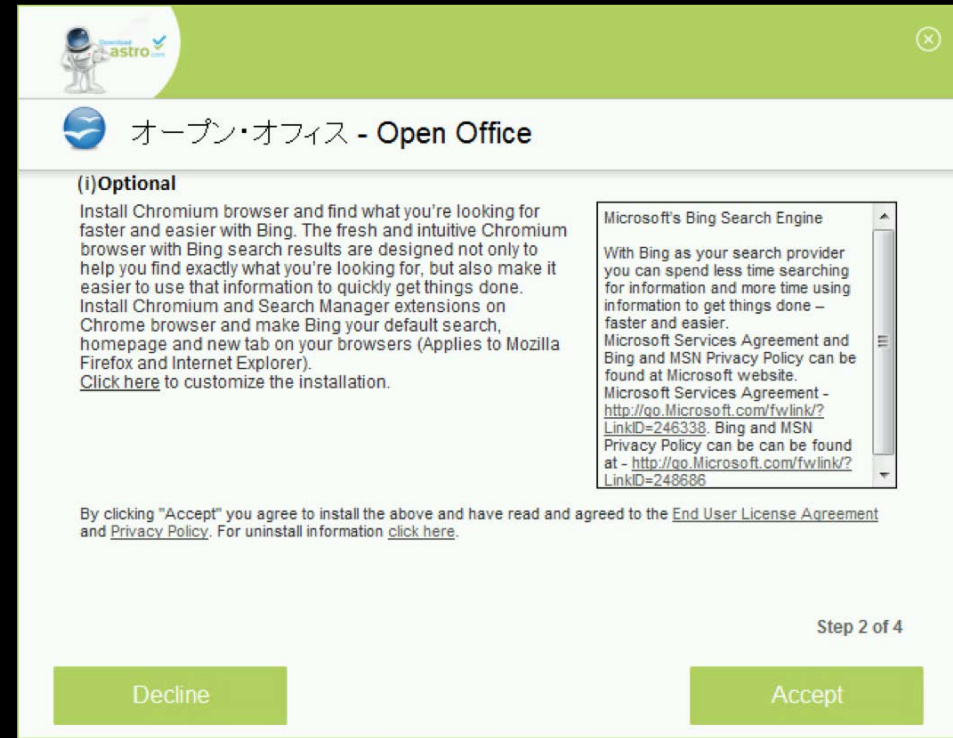 Download
astro.com
オープン・オフィス - Open Office
(i)Optional
Install Chromium browser and find what you're looking for
faster and easier with Bing. The fresh and intuitive Chromium
browser with Bing search results are designed not only to
help you find exactly what you're looking for, but also make it
easier to use that information to quickly get things done.
Install Chromium and Search Manager extensions on
Chrome browser and make Bing your default search,
homepage and new tab on your browsers (Applies to Mozilla
Firefox and Internet Explorer).
Click here to customize the installation.
Microsoft's Bing Search Engine
With Bing as your search provider
you can spend less time searching
for information and more time using
information to get things done –
faster and easier.
Microsoft Services Agreement and
Bing and MSN Privacy Policy can be
found at Microsoft website.
Microsoft Services Agreement -
http://go.Microsoft.com/fwlink/?
LinkID=246338. Bing and MSN
Privacy Policy can be can be found
at - http://go.Microsoft.com/fwlink/?
LinkID=248686
By clicking "Accept" you agree to install the above and have read and agreed to the End User License Agreement
and Privacy Policy. For uninstall information click here.
Step 2 of 4
Decline
Accept